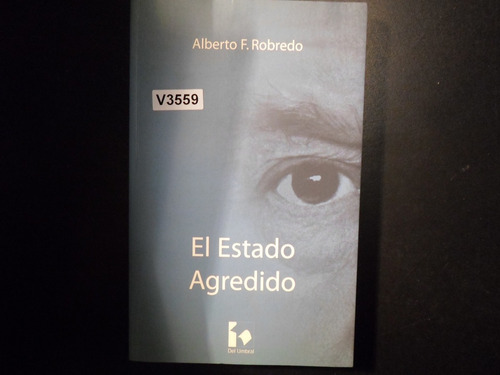 Alberto F. Robredo
V3559
El Estado
Agredido
Del Umbral